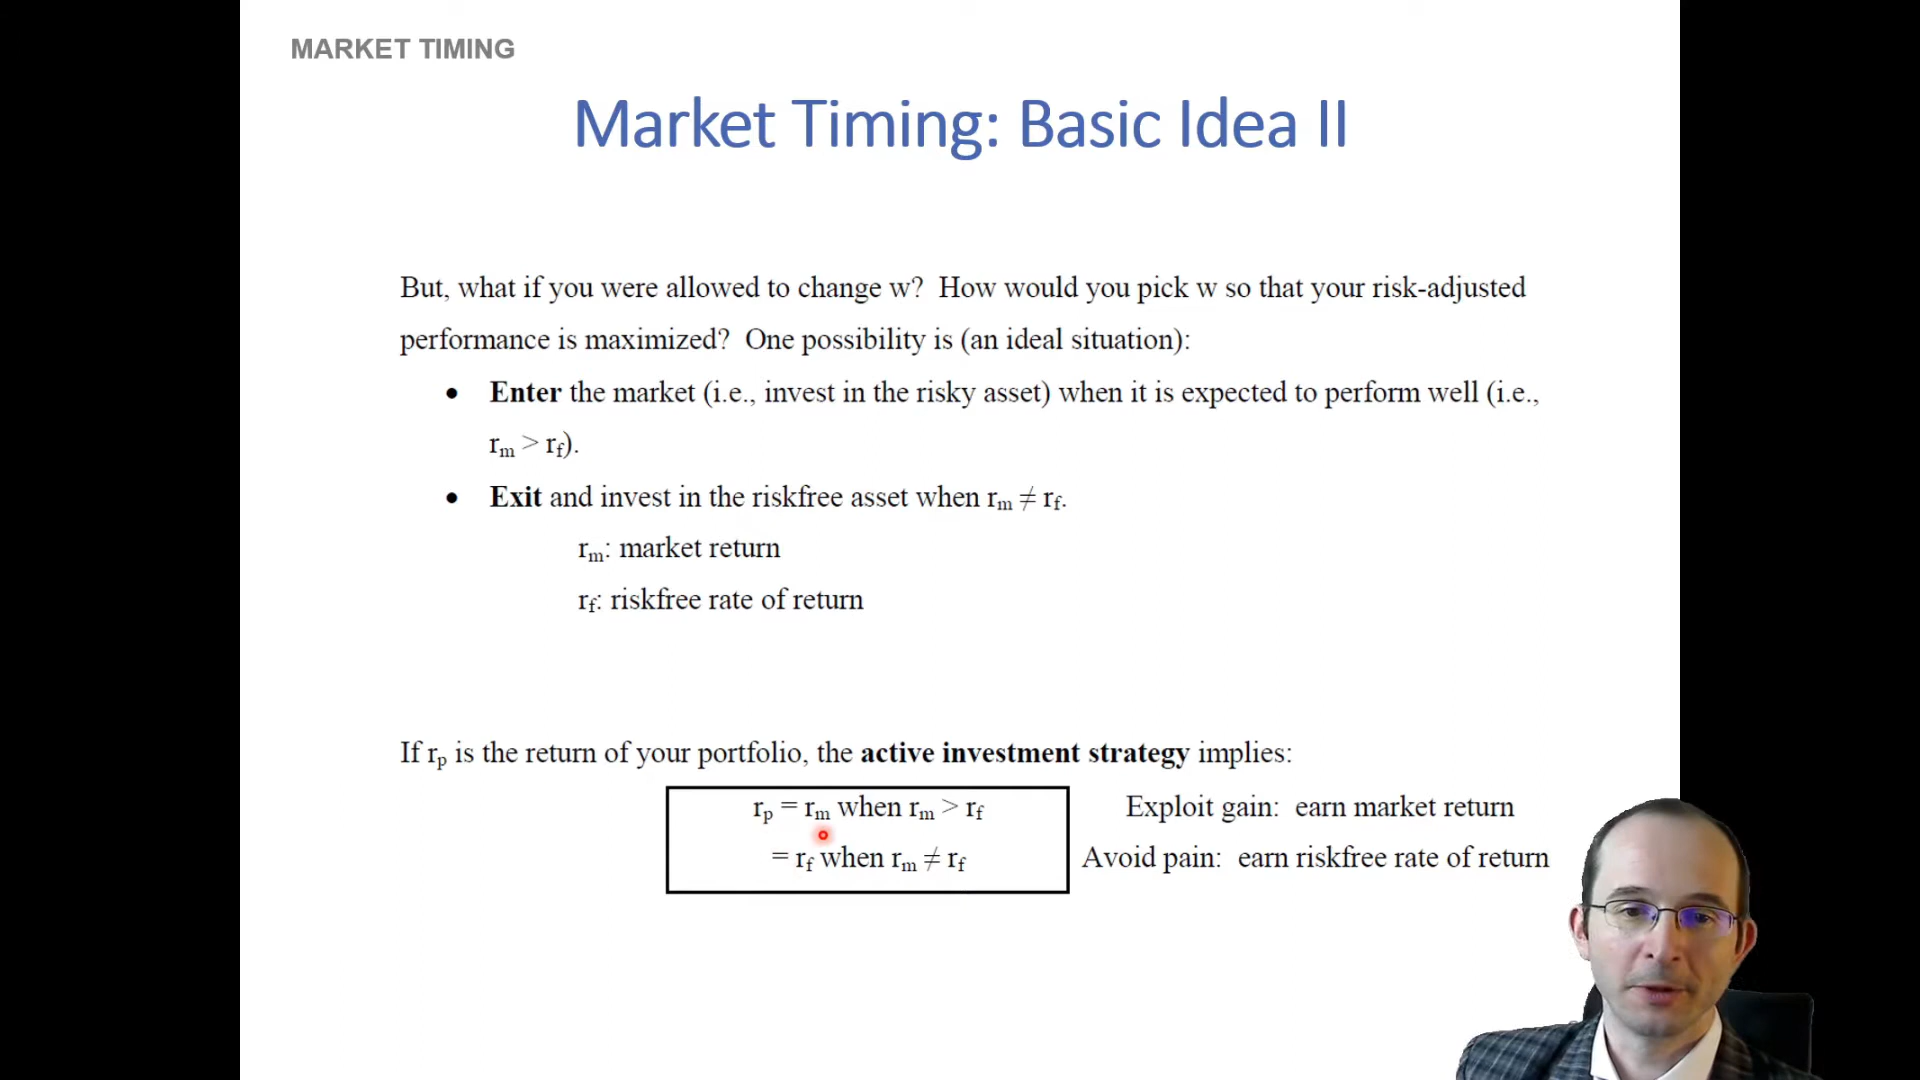 MARKET TIMING
Market Timing: Basic Idea II
But, what if you were allowed to change w? How would you pick w so that your risk-adjusted
performance is maximized? One possibility is (an ideal situation):
• Enter the market (i.e., invest in the risky asset) when it is expected to perform well (i.e.,
rm > rf).
• Exit and invest in the riskfree asset when rm ≠ rf.
rm: market return
rf: riskfree rate of return
If rp is the return of your portfolio, the active investment strategy implies:
rp = rm when rm > rf Exploit gain: earn market return
= rf when rm ≠ rf Avoid pain: earn riskfree rate of return